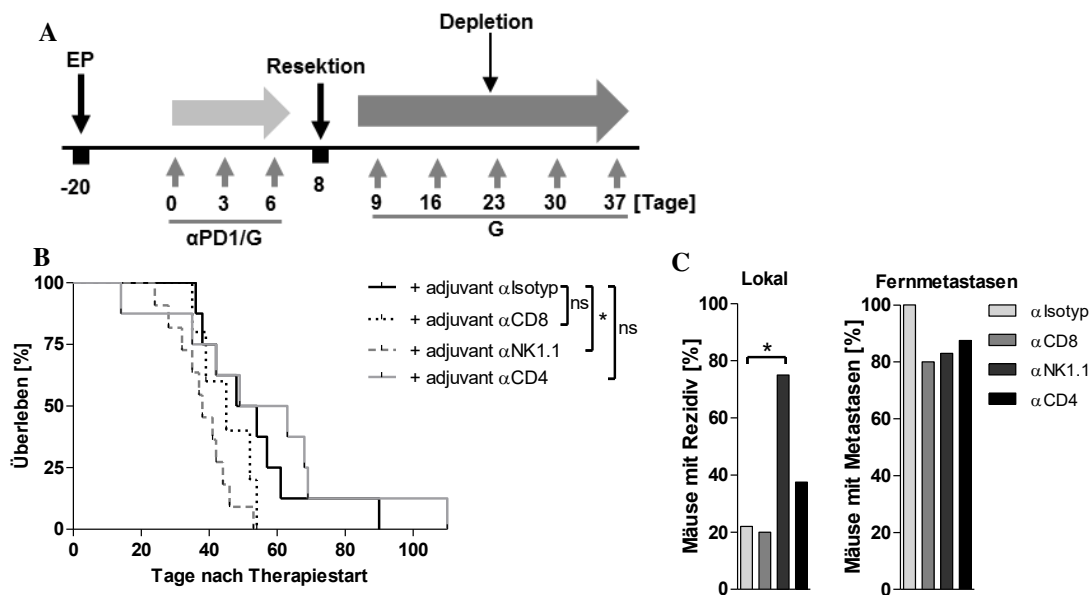 A
EP
Resektion
Depletion
-20
0
3
6
8
9
16
23
30
37
[Tage]
αPD1/G
G
B
100
75
50
25
0
Überleben [%]
0
20
40
60
80
100
Tage nach Therapiestart
+ adjuvant αIsotyp
+ adjuvant αCD8
+ adjuvant αNK1.1
+ adjuvant αCD4
ns
*
ns
C
Lokal
100
80
60
40
20
0
Mäuse mit Rezidiv [%]
*
Fernmetastasen
100
80
60
40
20
0
Mäuse mit Metastasen [%]
αIsotyp
αCD8
αNK1.1
αCD4